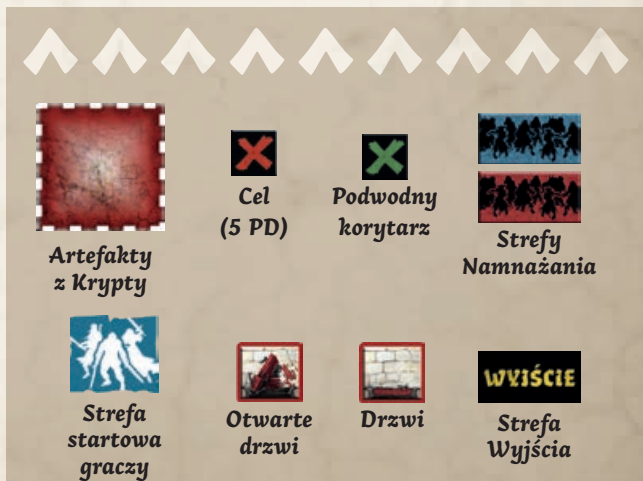 Artefakty
z Krypty
Cel
(5 PD)
Podwodny
korytarz
Strefy
Namnażania
Strefa
startowa
graczy
Otwarte
drzwi
Drzwi
WYJŚCIE
Strefa
Wyjścia